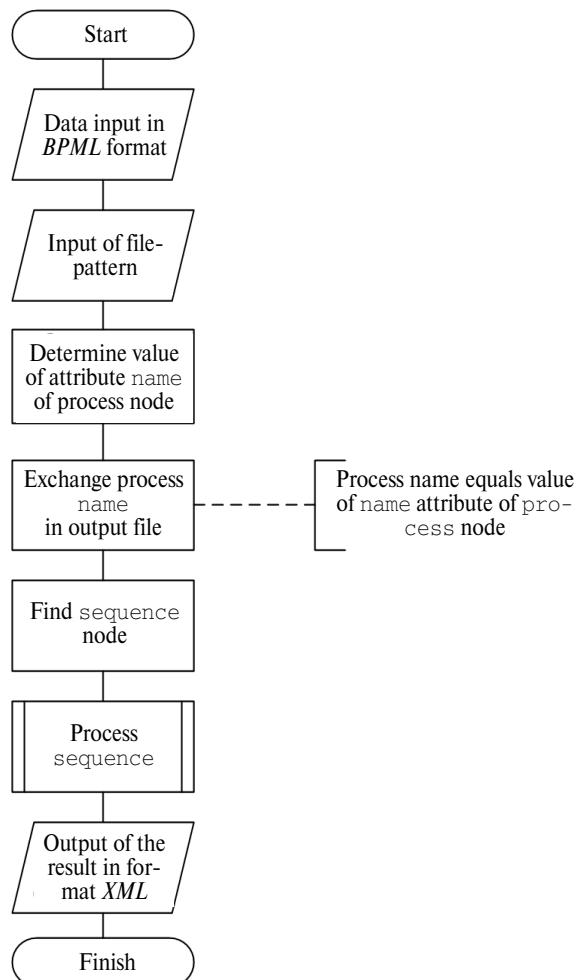 Start
Data input in
BPML format
Input of file-
pattern
Determine value
of attribute name
of process node
Exchange process
name
in output file
Process name equals value
of name attribute of pro-
cess node
Find sequence
node
Process
sequence
Output of the
result in for-
mat XML
Finish